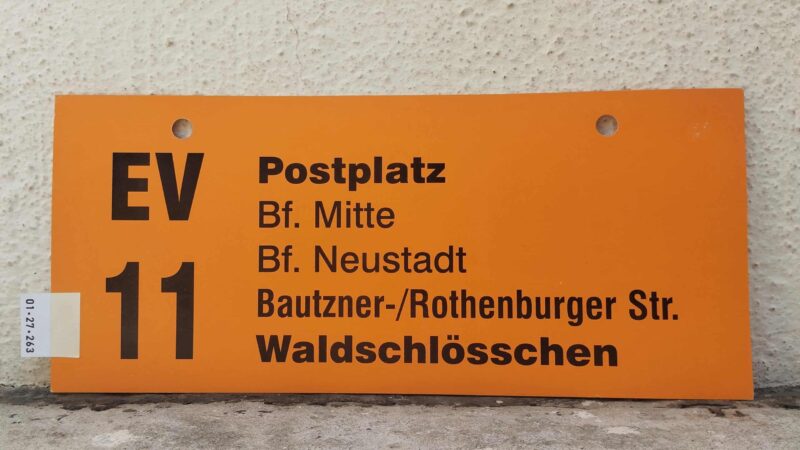 EV
11
Postplatz
Bf. Mitte
Bf. Neustadt
Bautzner-/Rothenburger Str.
Waldschlösschen
01•27•263